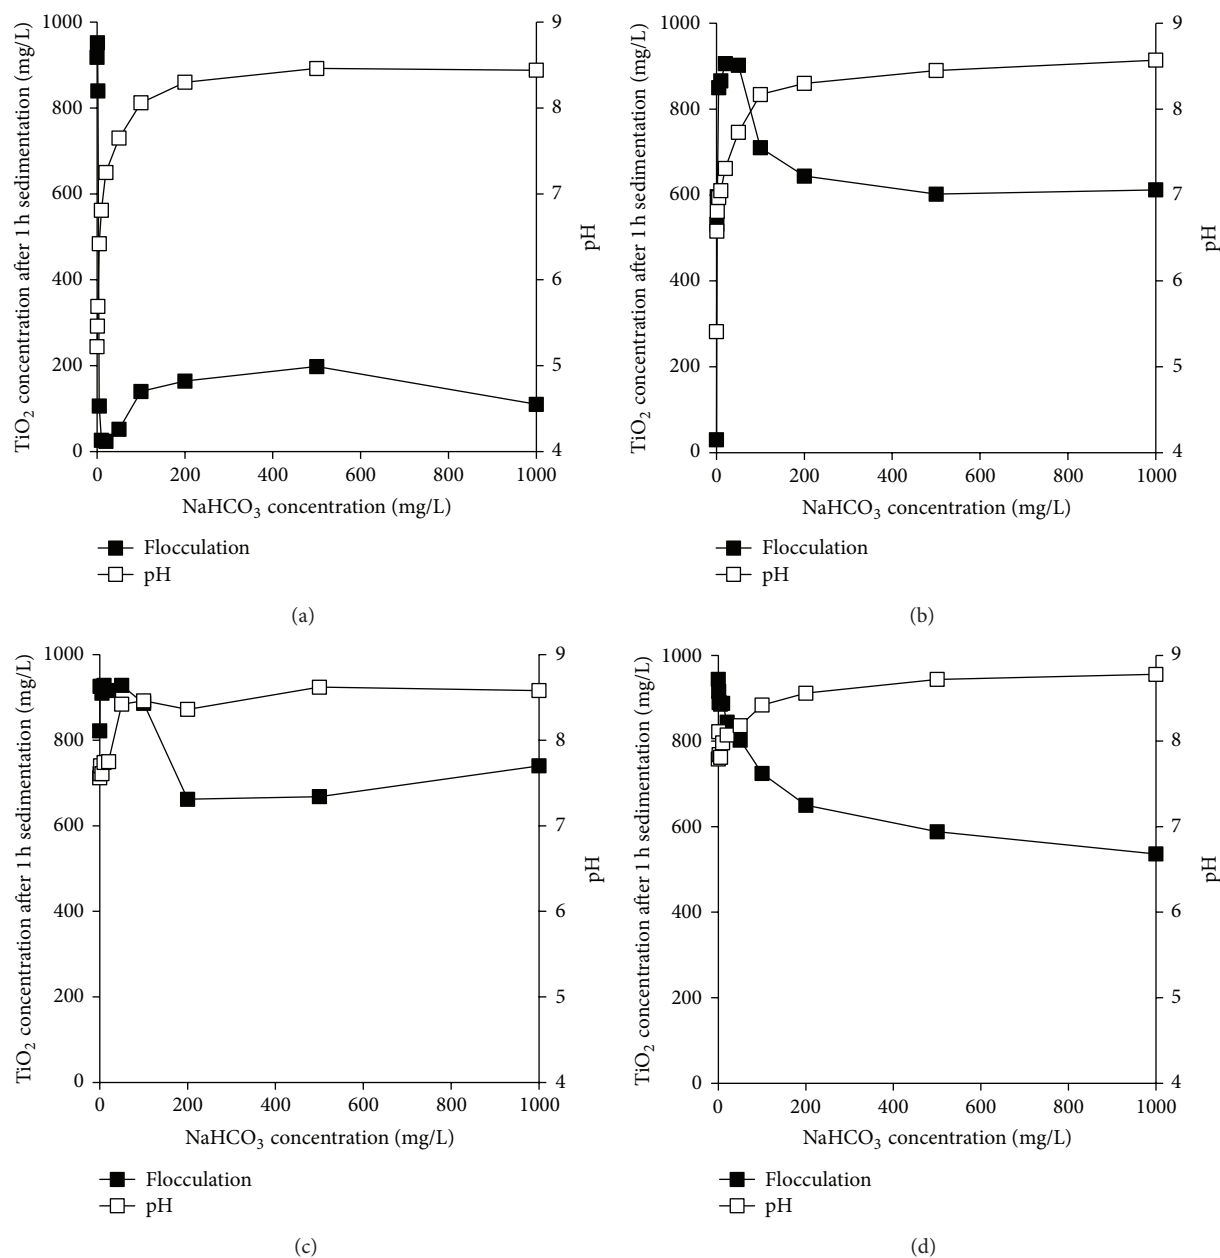 TiO2 concentration after 1 h sedimentation (mg/L)
1000
800
600
400
200
0
9
8
7
6
5
4
pH
0 200 400 600 800 1000
NaHCO3 concentration (mg/L)
Flocculation
pH
(a)
TiO2 concentration after 1 h sedimentation (mg/L)
1000
800
600
400
200
0
9
8
7
6
5
4
pH
0 200 400 600 800 1000
NaHCO3 concentration (mg/L)
Flocculation
pH
(b)
TiO2 concentration after 1 h sedimentation (mg/L)
1000
800
600
400
200
0
9
8
7
6
5
4
pH
0 200 400 600 800 1000
NaHCO3 concentration (mg/L)
Flocculation
pH
(c)
TiO2 concentration after 1 h sedimentation (mg/L)
1000
800
600
400
200
0
9
8
7
6
5
4
pH
0 200 400 600 800 1000
NaHCO3 concentration (mg/L)
Flocculation
pH
(d)